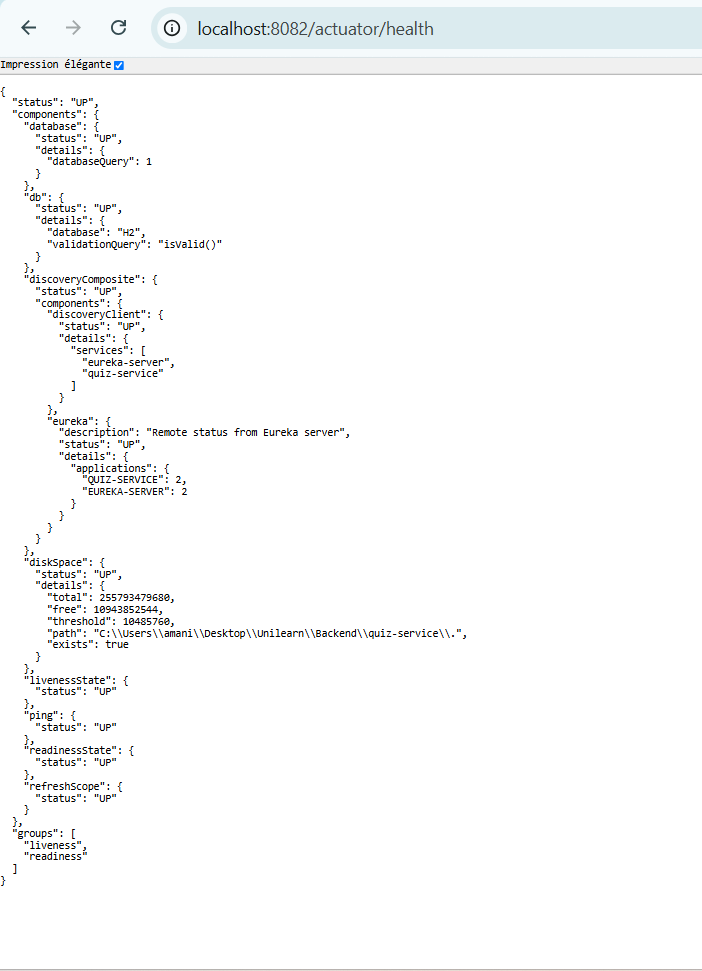 localhost:8082/actuator/health
Impression élégante
{
  "status": "UP",
  "components": {
    "database": {
      "status": "UP",
      "details": {
        "databaseQuery": 1
      }
    },
    "db": {
      "status": "UP",
      "details": {
        "database": "H2",
        "validationQuery": "isValid()"
      }
    },
    "discoveryComposite": {
      "status": "UP",
      "components": {
        "discoveryClient": {
          "status": "UP",
          "details": {
            "services": [
              "eureka-server",
              "quiz-service"
            ]
          }
        },
        "eureka": {
          "description": "Remote status from Eureka server",
          "status": "UP",
          "details": {
            "applications": {
              "QUIZ-SERVICE": 2,
              "EUREKA-SERVER": 2
            }
          }
        }
      }
    },
    "diskSpace": {
      "status": "UP",
      "details": {
        "total": 255793479680,
        "free": 10943852544,
        "threshold": 10485760,
        "path": "C:\\Users\\amani\\Desktop\\Unilearn\\Backend\\quiz-service\\.",
        "exists": true
      }
    },
    "livenessState": {
      "status": "UP"
    },
    "ping": {
      "status": "UP"
    },
    "readinessState": {
      "status": "UP"
    },
    "refreshScope": {
      "status": "UP"
    }
  },
  "groups": [
    "liveness",
    "readiness"
  ]
}